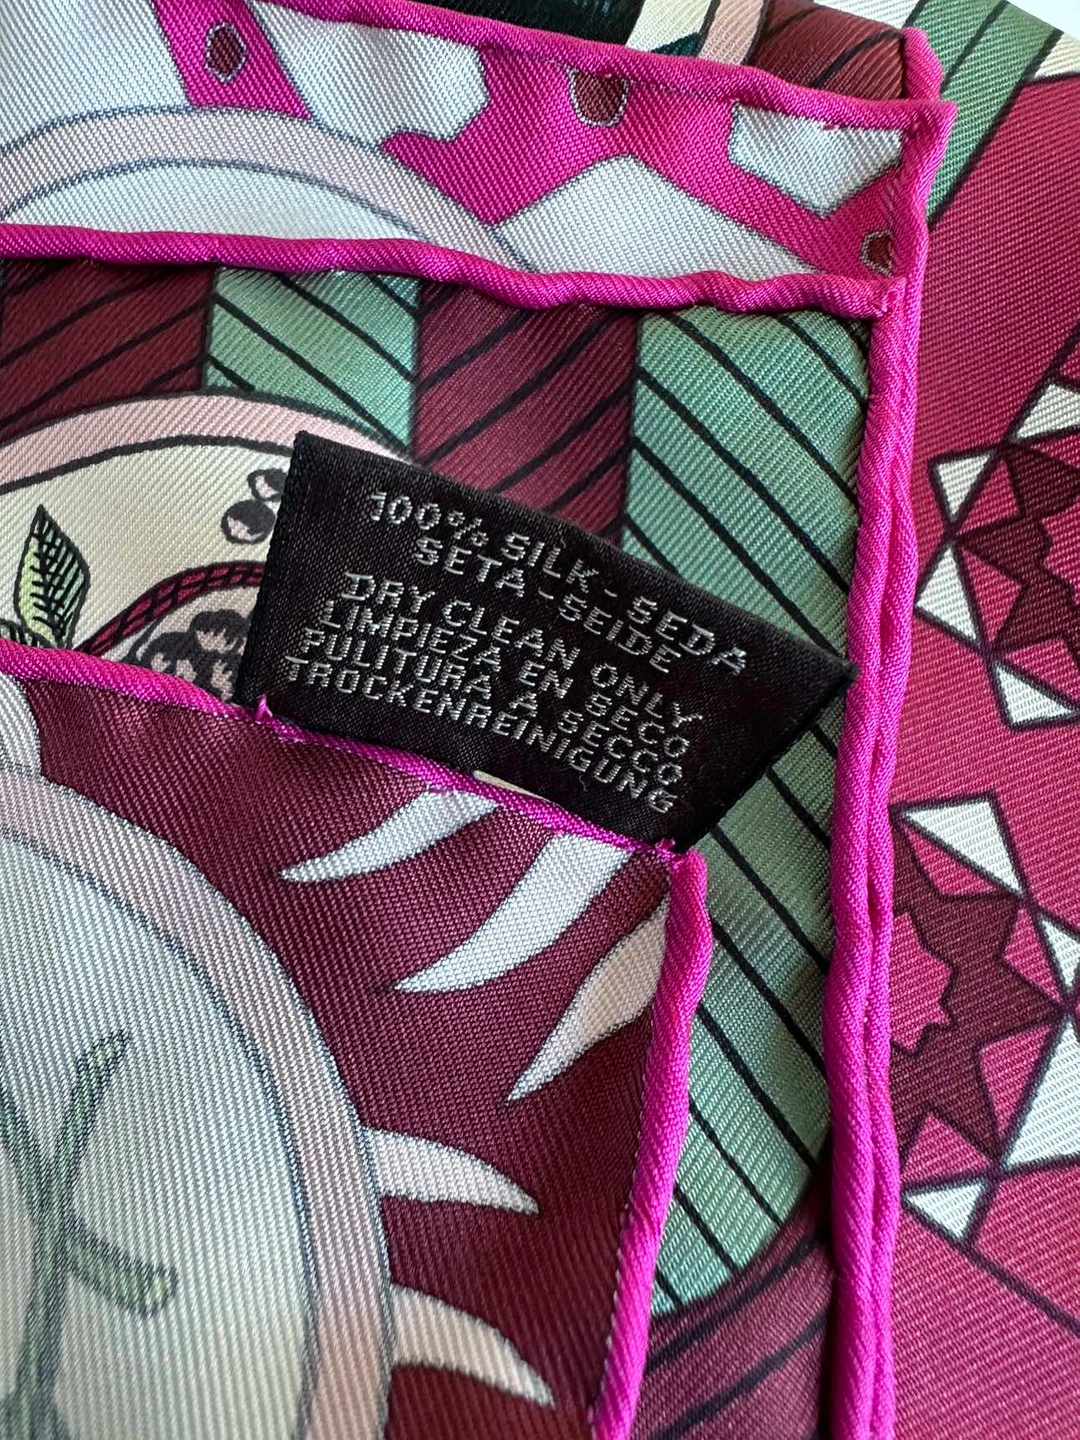 100% SILK - SEDA
SETA - SEIDE
DRY CLEAN ONLY
LIMPIEZA EN SECO
PULITURA A SECCO
TROCKENREINIGUNG